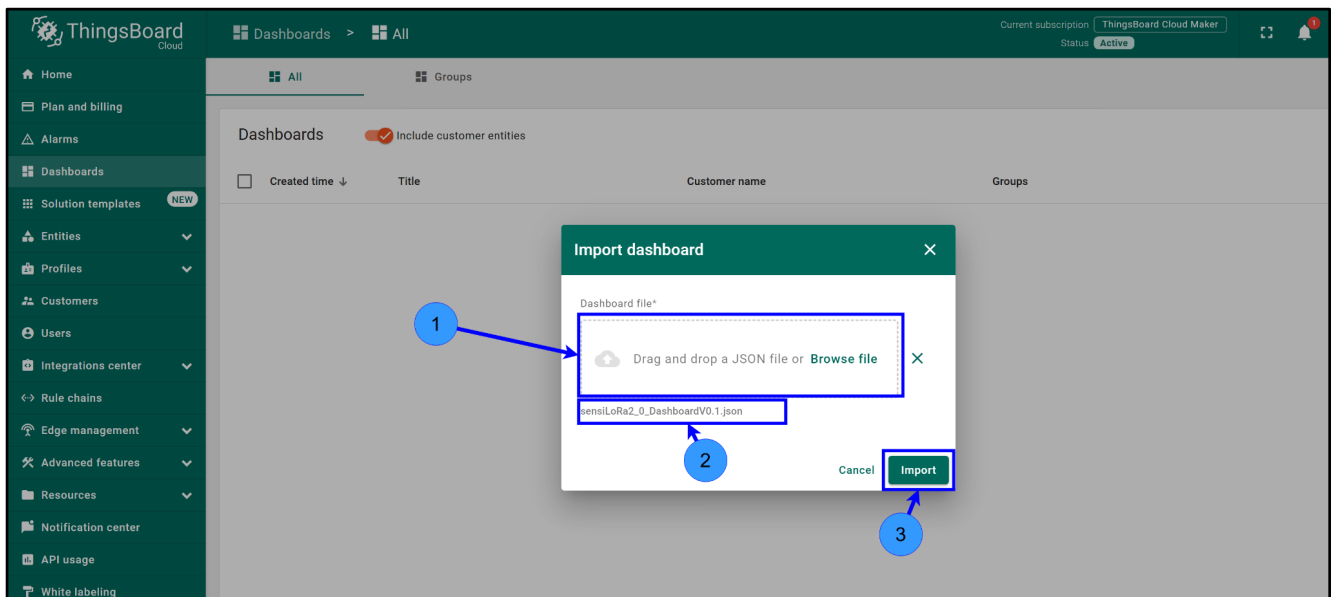 ThingsBoard
Cloud
Dashboards > All
Current subscription ThingsBoard Cloud Maker
Status Active
1
Home
Plan and billing
Alarms
Dashboards
Solution templates NEW
Entities
Profiles
Customers
Users
Integrations center
Rule chains
Edge management
Advanced features
Resources
Notification center
API usage
White labeling
All Groups
Dashboards Include customer entities
Created time Title Customer name Groups
Import dashboard
Dashboard file*
Drag and drop a JSON file or Browse file
sensiLoRa2_0_DashboardV0.1.json
Cancel Import
1
2
3